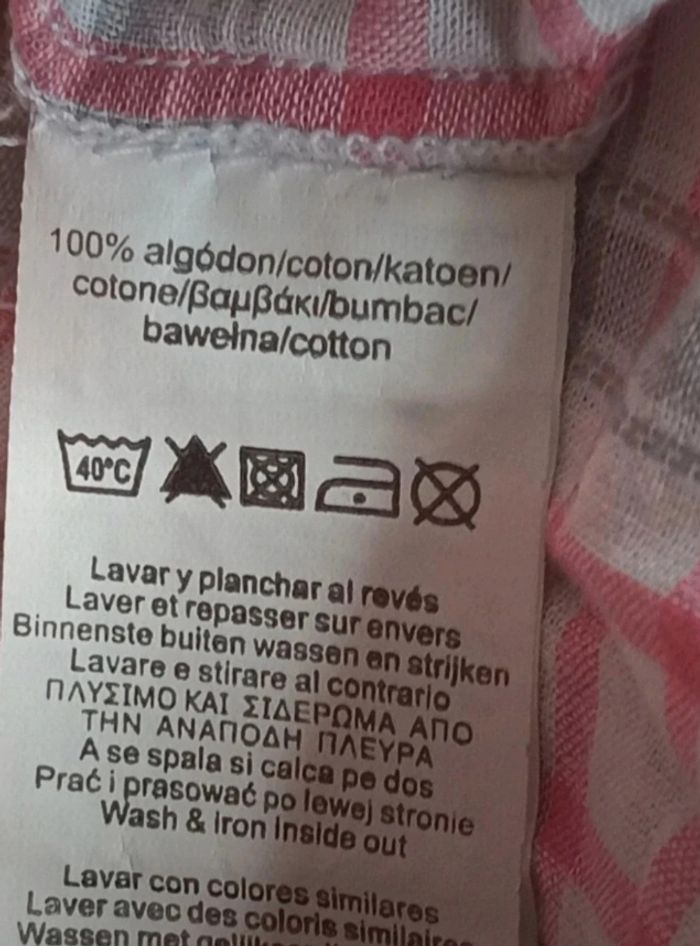 100% algódon/coton/katoen/
cotone/βαμβάκι/bumbac/
bawełna/cotton
40°C
Lavar y planchar al revés
Laver et repasser sur envers
Binnenste buiten wassen en strijken
Lavare e stirare al contrario
ΠΛΥΣΙΜΟ ΚΑΙ ΣΙΔΕΡΩΜΑ ΑΠΟ
ΤΗΝ ΑΝΑΠΟΔΗ ΠΛΕΥΡΑ
A se spala si calca pe dos
Prać i prasować po lewej stronie
Wash & iron inside out
Lavar con colores similares
Laver avec des coloris similaires
Wassen met